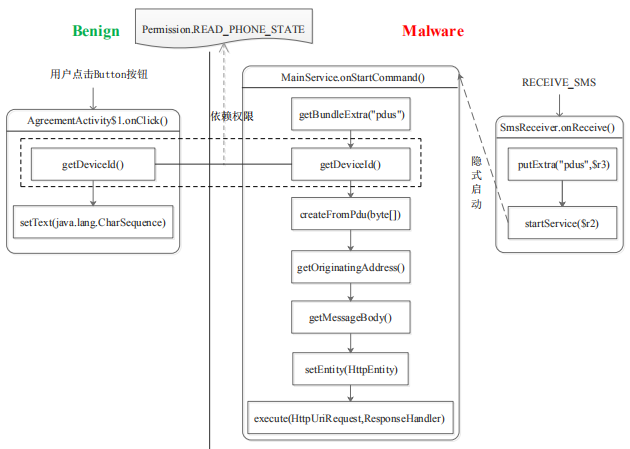 Benign
Permission.READ_PHONE_STATE
Malware
用户点击Button按钮
AgreementActivity$1.onClick()
getDeviceId()
setText(java.lang.CharSequence)
依赖权限
MainService.onStartCommand()
getBundleExtra("pdus")
getDeviceId()
createFromPdu(byte[])
getOriginatingAddress()
getMessageBody()
setEntity(HttpEntity)
execute(HttpUriRequest,ResponseHandler)
隐式启动
RECEIVE_SMS
SmsReceiver.onReceive()
putExtra("pdus",$r3)
startService($r2)